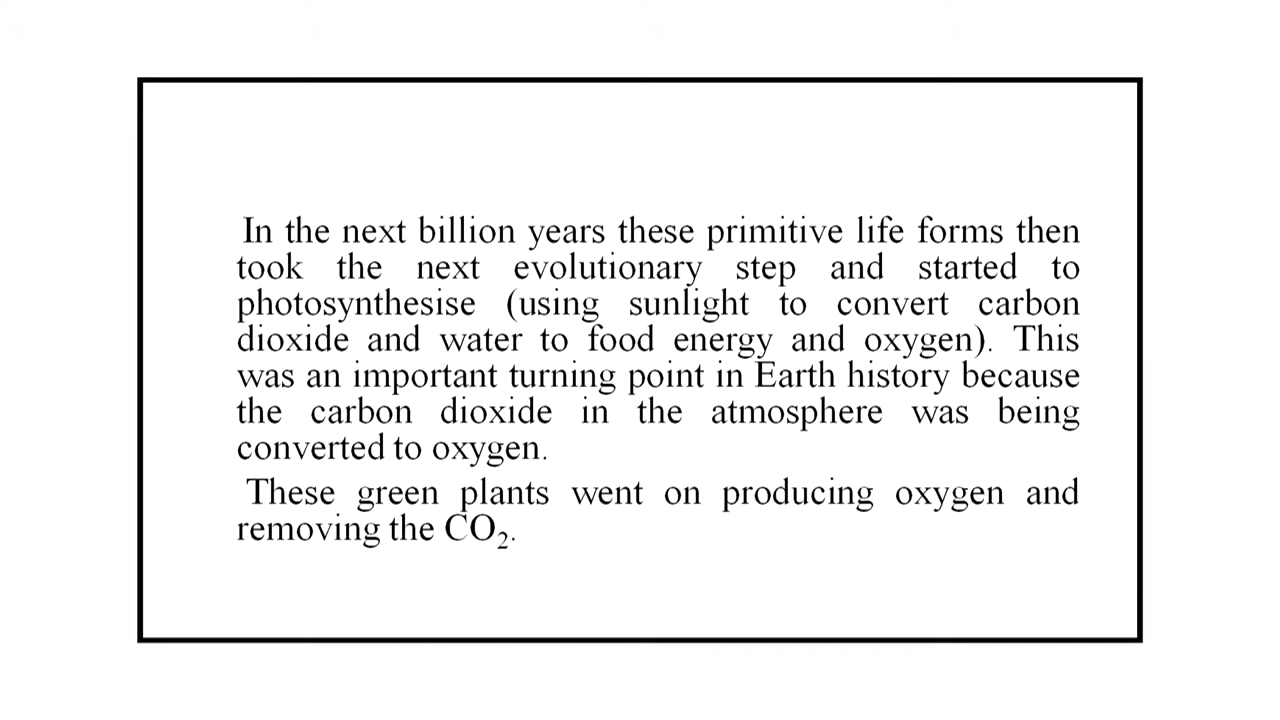 In the next billion years these primitive life forms then
took the next evolutionary step and started to
photosynthesise (using sunlight to convert carbon
dioxide and water to food energy and oxygen). This
was an important turning point in Earth history because
the carbon dioxide in the atmosphere was being
converted to oxygen.
These green plants went on producing oxygen and
removing the CO₂.